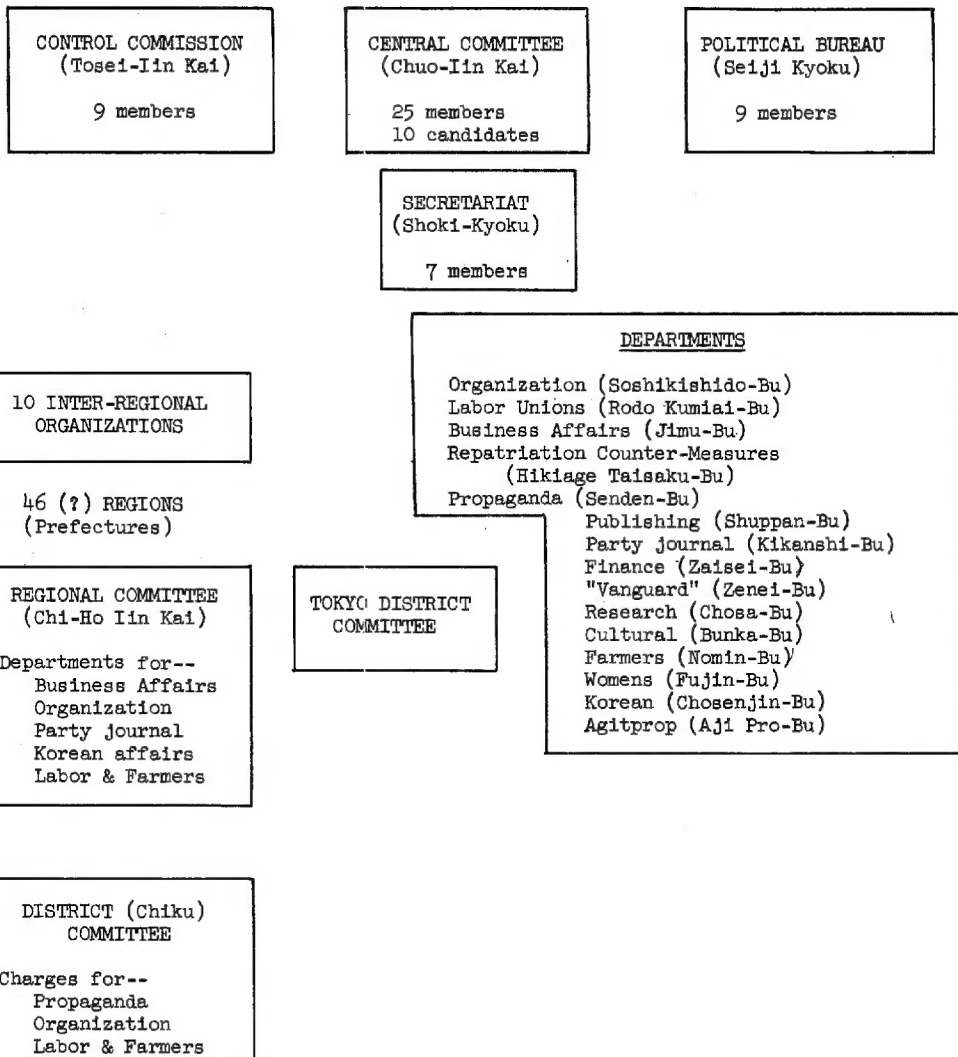 CONTROL COMMISSION
(Tosei-Iin Kai)
9 members
CENTRAL COMMITTEE
(Chuo-Iin Kai)
25 members
10 candidates
POLITICAL BUREAU
(Seiji Kyoku)
9 members
SECRETARIAT
(Shoki-Kyoku)
7 members
DEPARTMENTS
Organization (Soshikishido-Bu)
Labor Unions (Rodo Kumiai-Bu)
Business Affairs (Jimu-Bu)
Repatriation Counter-Measures
(Hikiage Taisaku-Bu)
Propaganda (Senden-Bu)
Publishing (Shuppan-Bu)
Party journal (Kikanshi-Bu)
Finance (Zaisei-Bu)
"Vanguard" (Zenei-Bu)
Research (Chosa-Bu)
Cultural (Bunka-Bu)
Farmers (Nomin-Bu)
Womens (Fujin-Bu)
Korean (Chosenjin-Bu)
Agitprop (Aji Pro-Bu)
10 INTER-REGIONAL
ORGANIZATIONS
46 (?) REGIONS
(Prefectures)
REGIONAL COMMITTEE
(Chi-Ho Iin Kai)
Departments for--
Business Affairs
Organization
Party journal
Korean affairs
Labor & Farmers
TOKYO DISTRICT
COMMITTEE
DISTRICT (Chiku)
COMMITTEE
Charges for--
Propaganda
Organization
Labor & Farmers